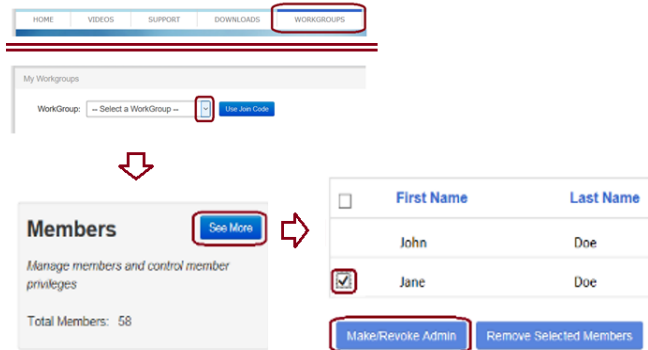 HOME VIDEOS SUPPORT DOWNLOADS WORKGROUPS
My Workgroups
WorkGroup: -- Select a WorkGroup -- Use Join Code
Members See More
Manage members and control member
privileges
Total Members: 58
First Name Last Name
John Doe
Jane Doe
Make/Revoke Admin Remove Selected Members